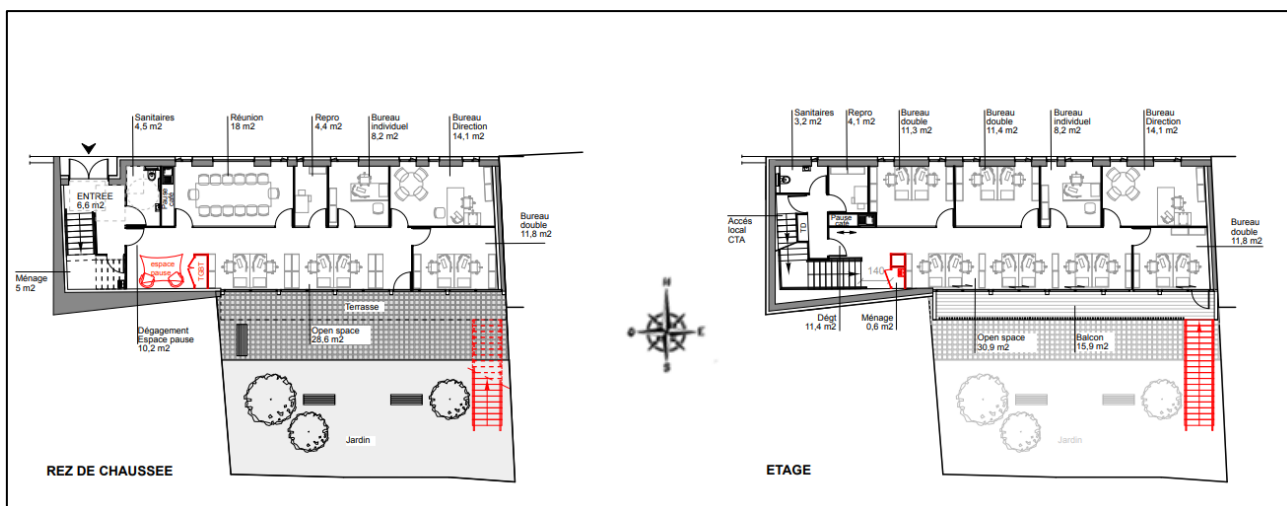 Sanitaires
4,5 m2
Réunion
18 m2
Repro
4,4 m2
Bureau
individuel
8,2 m2
Bureau
Direction
14,1 m2
ENTRÉE
6,6 m2
Pause
café
Bureau
double
11,8 m2
espace
pause
TGBT
Ménage
5 m2
Terrasse
Dégagement
Espace pause
10,2 m2
Open space
28,6 m2
Jardin
REZ DE CHAUSSEE
N
O
E
S
Sanitaires
3,2 m2
Repro
4,1 m2
Bureau
double
11,3 m2
Bureau
double
11,4 m2
Bureau
individuel
8,2 m2
Bureau
Direction
14,1 m2
Accés
local
CTA
TD
Pause
café
Bureau
double
11,8 m2
140
Dégt
11,4 m2
Ménage
0,6 m2
Open space
30,9 m2
Balcon
15,9 m2
Jardin
ETAGE